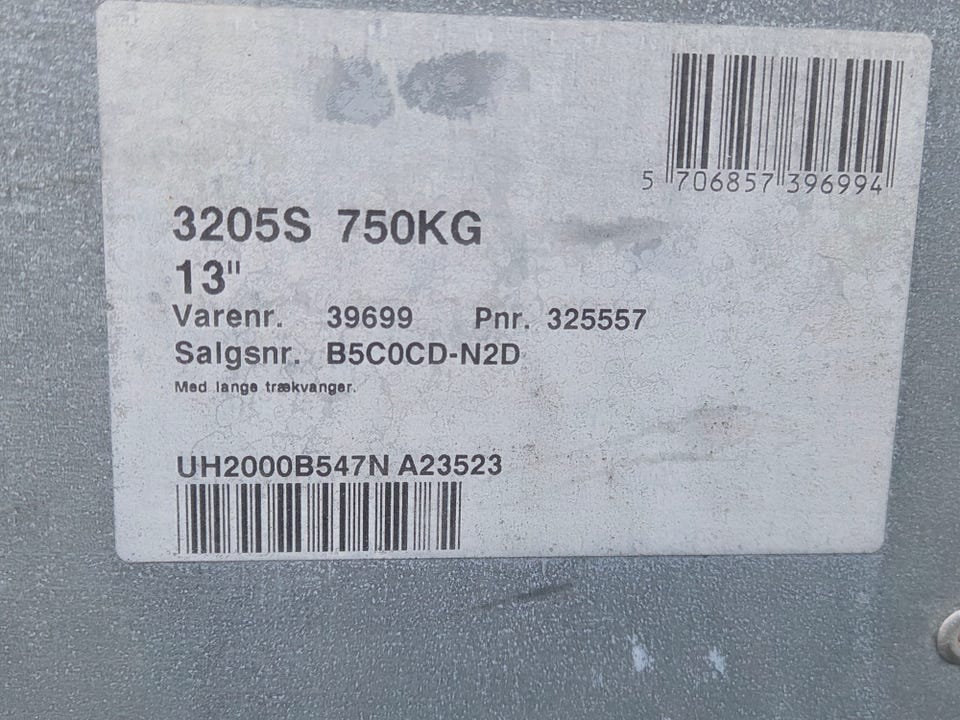 5 706857 396994
3205S 750KG
13"
Varenr. 39699 Pnr. 325557
Salgsnr. B5C0CD-N2D
Med lange trækvanger.
UH2000B547N A23523